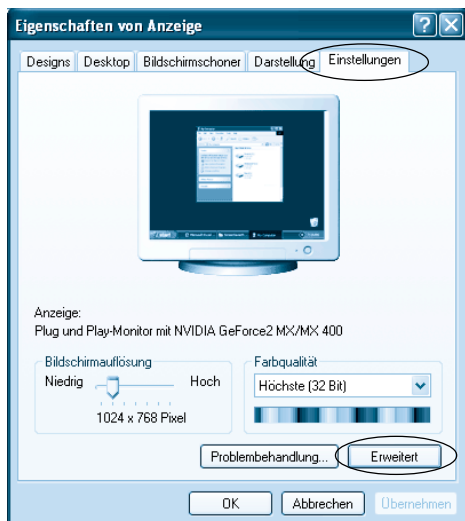 Eigenschaften von Anzeige
Designs Desktop Bildschirmschoner Darstellung Einstellungen
Anzeige:
Plug und Play-Monitor mit NVIDIA GeForce2 MX/MX 400
Bildschirmauflösung Farbqualität
Niedrig Hoch Höchste (32 Bit)
1024 x 768 Pixel
Problembehandlung... Erweitert
OK Abbrechen Übernehmen